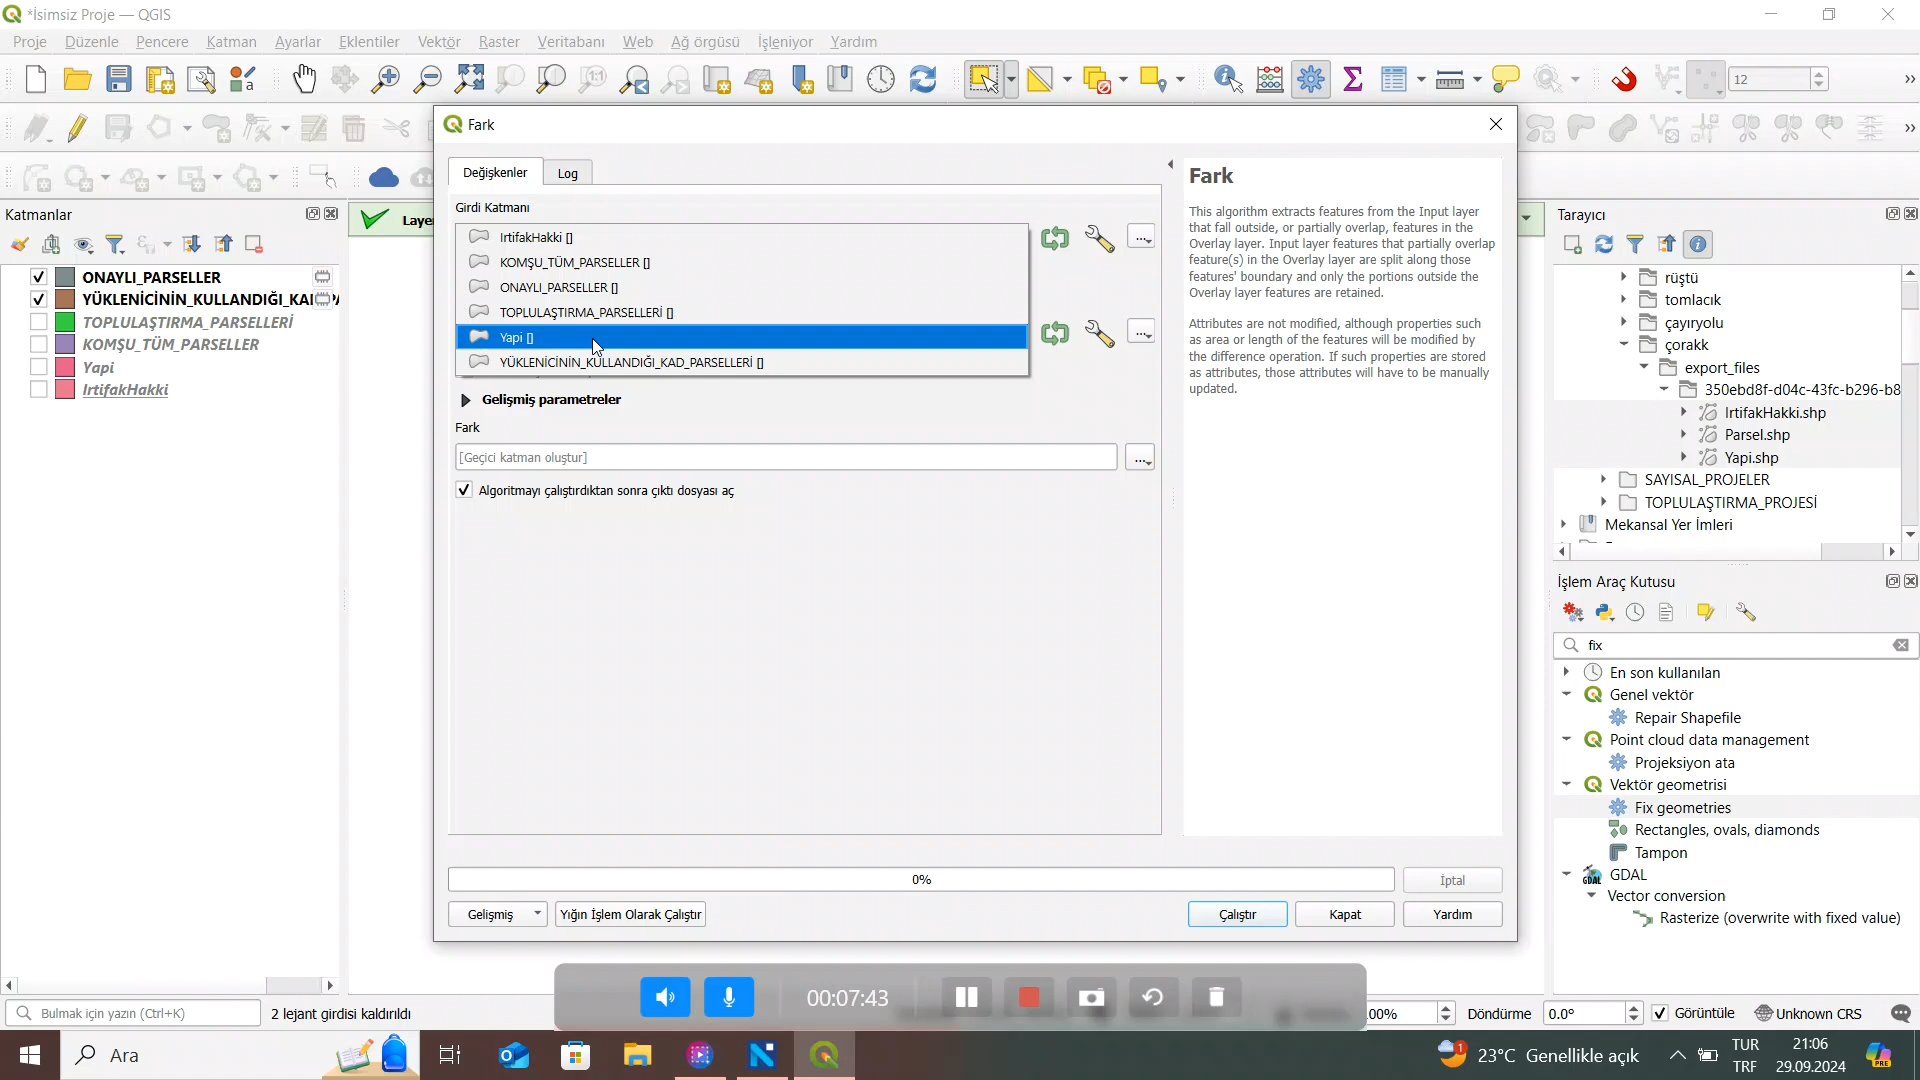 *İsimsiz Proje — QGIS
Proje Düzenle Pencere Katman Ayarlar Eklentiler Vektör Raster Veritabanı Web Ağ örgüsü İşleniyor Yardım
12
Fark
Değişkenler Log
Girdi Katmanı
IrtifakHakki []
KOMŞU_TÜM_PARSELLER []
ONAYLI_PARSELLER []
TOPLULAŞTIRMA_PARSELLERİ []
Yapi []
YÜKLENİCİNİN_KULLANDIĞI_KAD_PARSELLERİ []
Gelişmiş parametreler
Fark
[Geçici katman oluştur]
Algoritmayı çalıştırdıktan sonra çıktı dosyası aç
Fark
This algorithm extracts features from the Input layer
that fall outside, or partially overlap, features in the
Overlay layer. Input layer features that partially overlap
feature(s) in the Overlay layer are split along those
features' boundary and only the portions outside the
Overlay layer features are retained.
Attributes are not modified, although properties such
as area or length of the features will be modified by
the difference operation. If such properties are stored
as attributes, those attributes will have to be manually
updated.
0%
İptal
Gelişmiş
Yığın İşlem Olarak Çalıştır
Çalıştır
Kapat
Yardım
Katmanlar
ONAYLI_PARSELLER
YÜKLENİCİNİN_KULLANDIĞI_KA
TOPLULAŞTIRMA_PARSELLERİ
KOMŞU_TÜM_PARSELLER
Yapi
IrtifakHakki
Laye
Tarayıcı
rüştü
tomlacık
çayıryolu
çorakk
export_files
350ebd8f-d04c-43fc-b296-b8
IrtifakHakki.shp
Parsel.shp
Yapi.shp
SAYISAL_PROJELER
TOPLULAŞTIRMA_PROJESİ
Mekansal Yer İmleri
İşlem Araç Kutusu
fix
En son kullanılan
Genel vektör
Repair Shapefile
Point cloud data management
Projeksiyon ata
Vektör geometrisi
Fix geometries
Rectangles, ovals, diamonds
Tampon
GDAL
Vector conversion
Rasterize (overwrite with fixed value)
Bulmak için yazın (Ctrl+K)
2 lejant girdisi kaldırıldı
00:07:43
00%
Döndürme
0.0°
Görüntüle
Unknown CRS
Ara
23°C Genellikle açık
TUR
TRF
21:06
29.09.2024